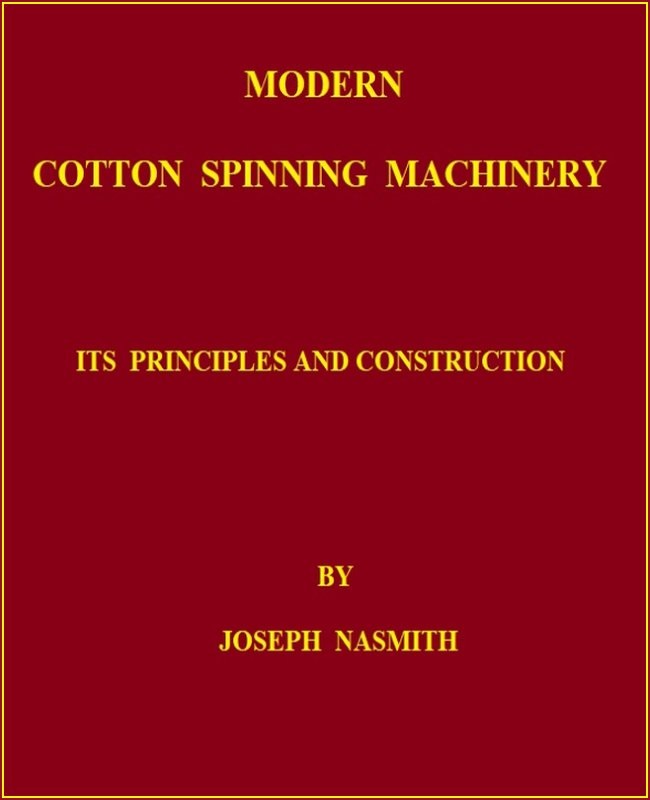 MODERN
COTTON SPINNING MACHINERY
ITS PRINCIPLES AND CONSTRUCTION
BY
JOSEPH NASMITH